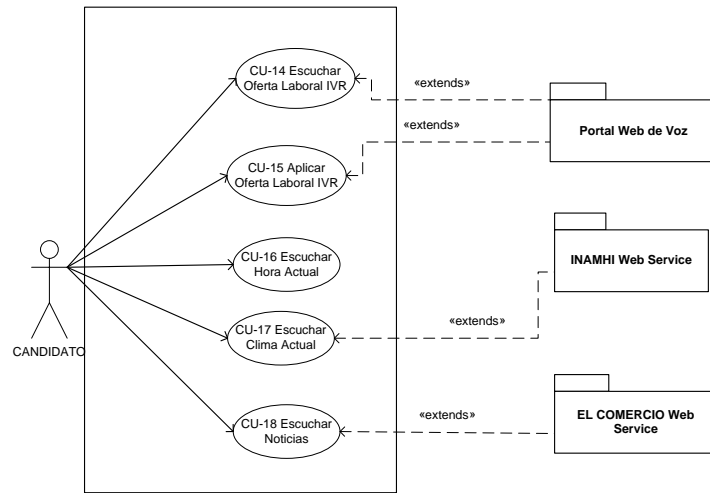 CU-14 Escuchar
Oferta Laboral IVR
«extends»
Portal Web de Voz
«extends»
CU-15 Aplicar
Oferta Laboral IVR
CU-16 Escuchar
Hora Actual
INAMHI Web Service
CU-17 Escuchar
Clima Actual
«extends»
CANDIDATO
CU-18 Escuchar
Noticias
«extends»
EL COMERCIO Web
Service